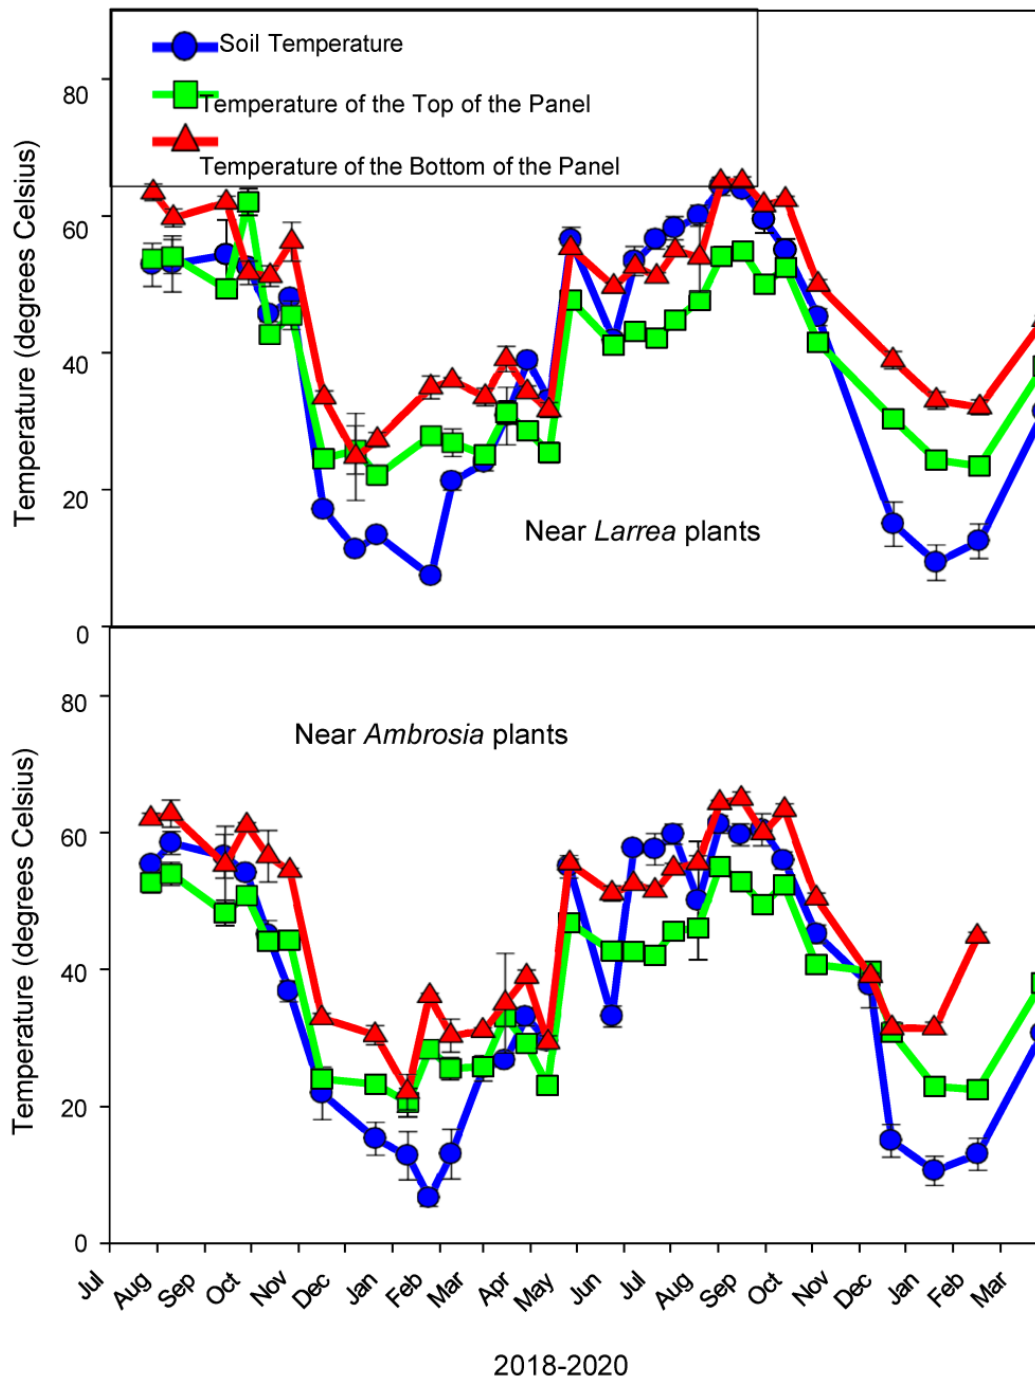 Soil Temperature
Temperature of the Top of the Panel
Temperature of the Bottom of the Panel
Temperature (degrees Celsius)
80
60
40
20
0
Near Larrea plants
Temperature (degrees Celsius)
80
60
40
20
0
Near Ambrosia plants
Jul Aug Sep Oct Nov Dec Jan Feb Mar Apr May Jun Jul Aug Sep Oct Nov Dec Jan Feb Mar
2018-2020